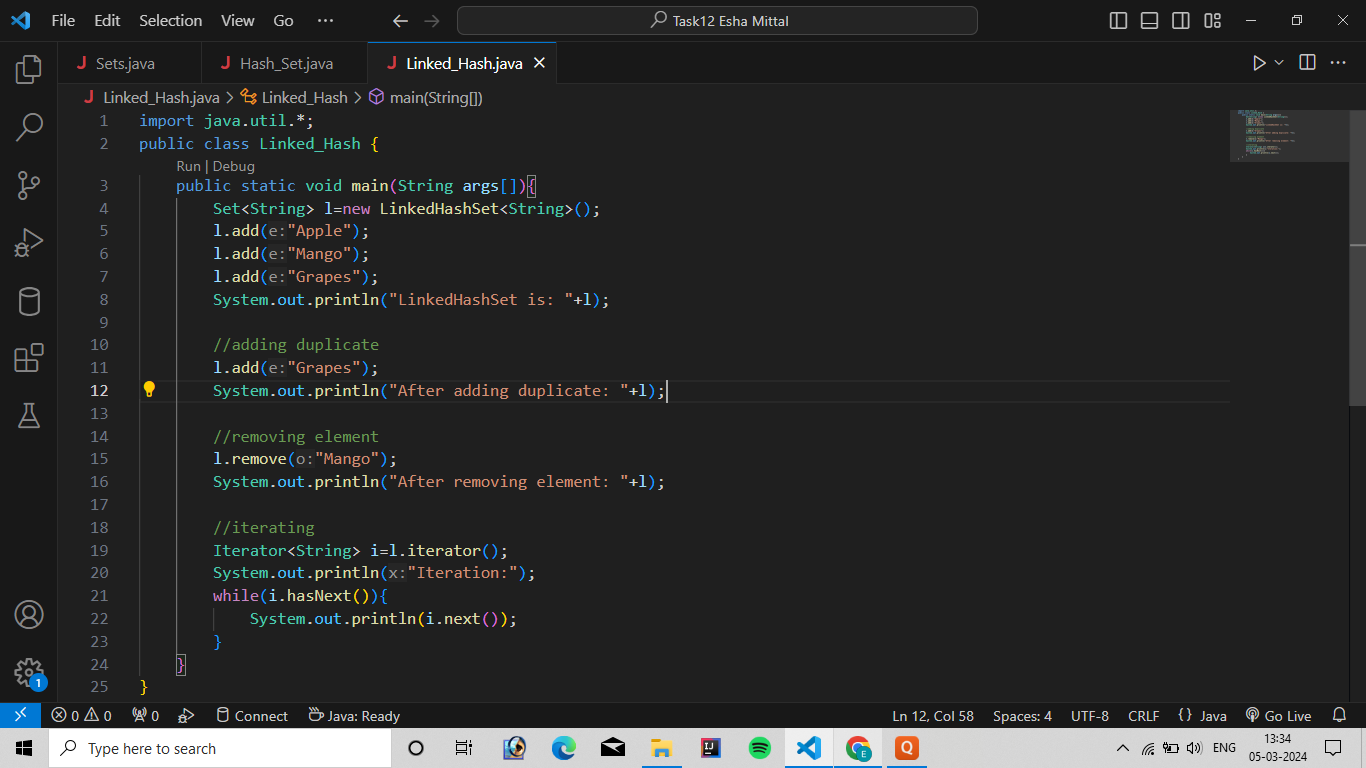 File Edit Selection View Go ··· Task12 Esha Mittal
J Sets.java J Hash_Set.java J Linked_Hash.java
J Linked_Hash.java > Linked_Hash > main(String[])
1 import java.util.*;
2 public class Linked_Hash {
Run | Debug
3 public static void main(String args[]){
4 Set<String> l=new LinkedHashSet<String>();
5 l.add(e:"Apple");
6 l.add(e:"Mango");
7 l.add(e:"Grapes");
8 System.out.println("LinkedHashSet is: "+l);
9
10 //adding duplicate
11 l.add(e:"Grapes");
12 System.out.println("After adding duplicate: "+l);
13
14 //removing element
15 l.remove(o:"Mango");
16 System.out.println("After removing element: "+l);
17
18 //iterating
19 Iterator<String> i=l.iterator();
20 System.out.println(x:"Iteration:");
21 while(i.hasNext()){
22 System.out.println(i.next());
23 }
24 }
25 }
1
0 0 0 Connect Java: Ready Ln 12, Col 58 Spaces: 4 UTF-8 CRLF {} Java Go Live
Type here to search IJ E Q ENG 13:34
05-03-2024